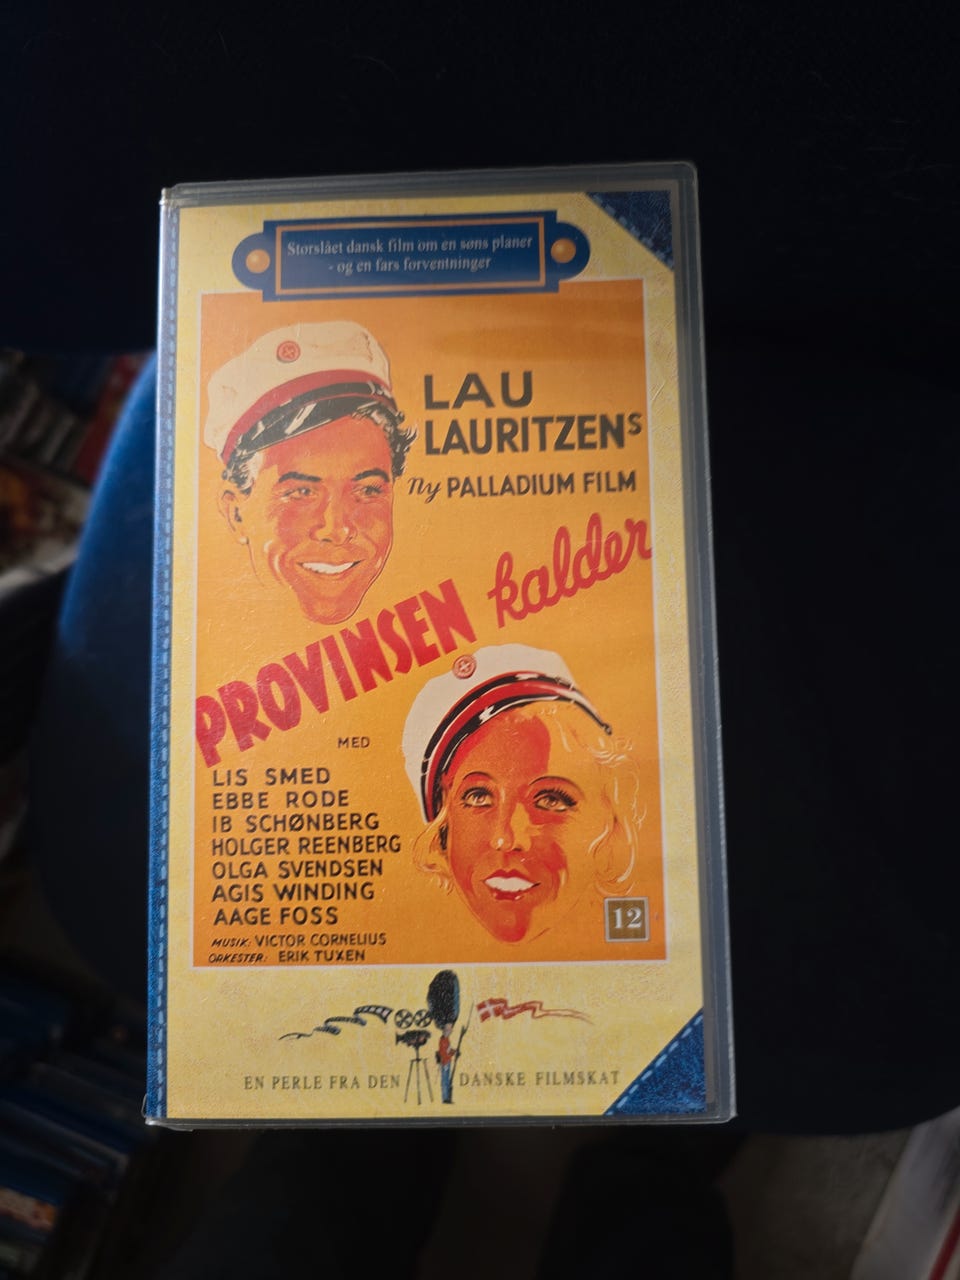 Storslået dansk film om en søns planer
- og en fars forventninger
LAU
LAURITZENS
Ny PALLADIUM FILM
PROVINSEN kalder
MED
LIS SMED
EBBE RODE
IB SCHØNBERG
HOLGER REENBERG
OLGA SVENDSEN
AGIS WINDING
AAGE FOSS
MUSIK: VICTOR CORNELIUS
ORKESTER: ERIK TUXEN
12
EN PERLE FRA DEN DANSKE FILMSKAT